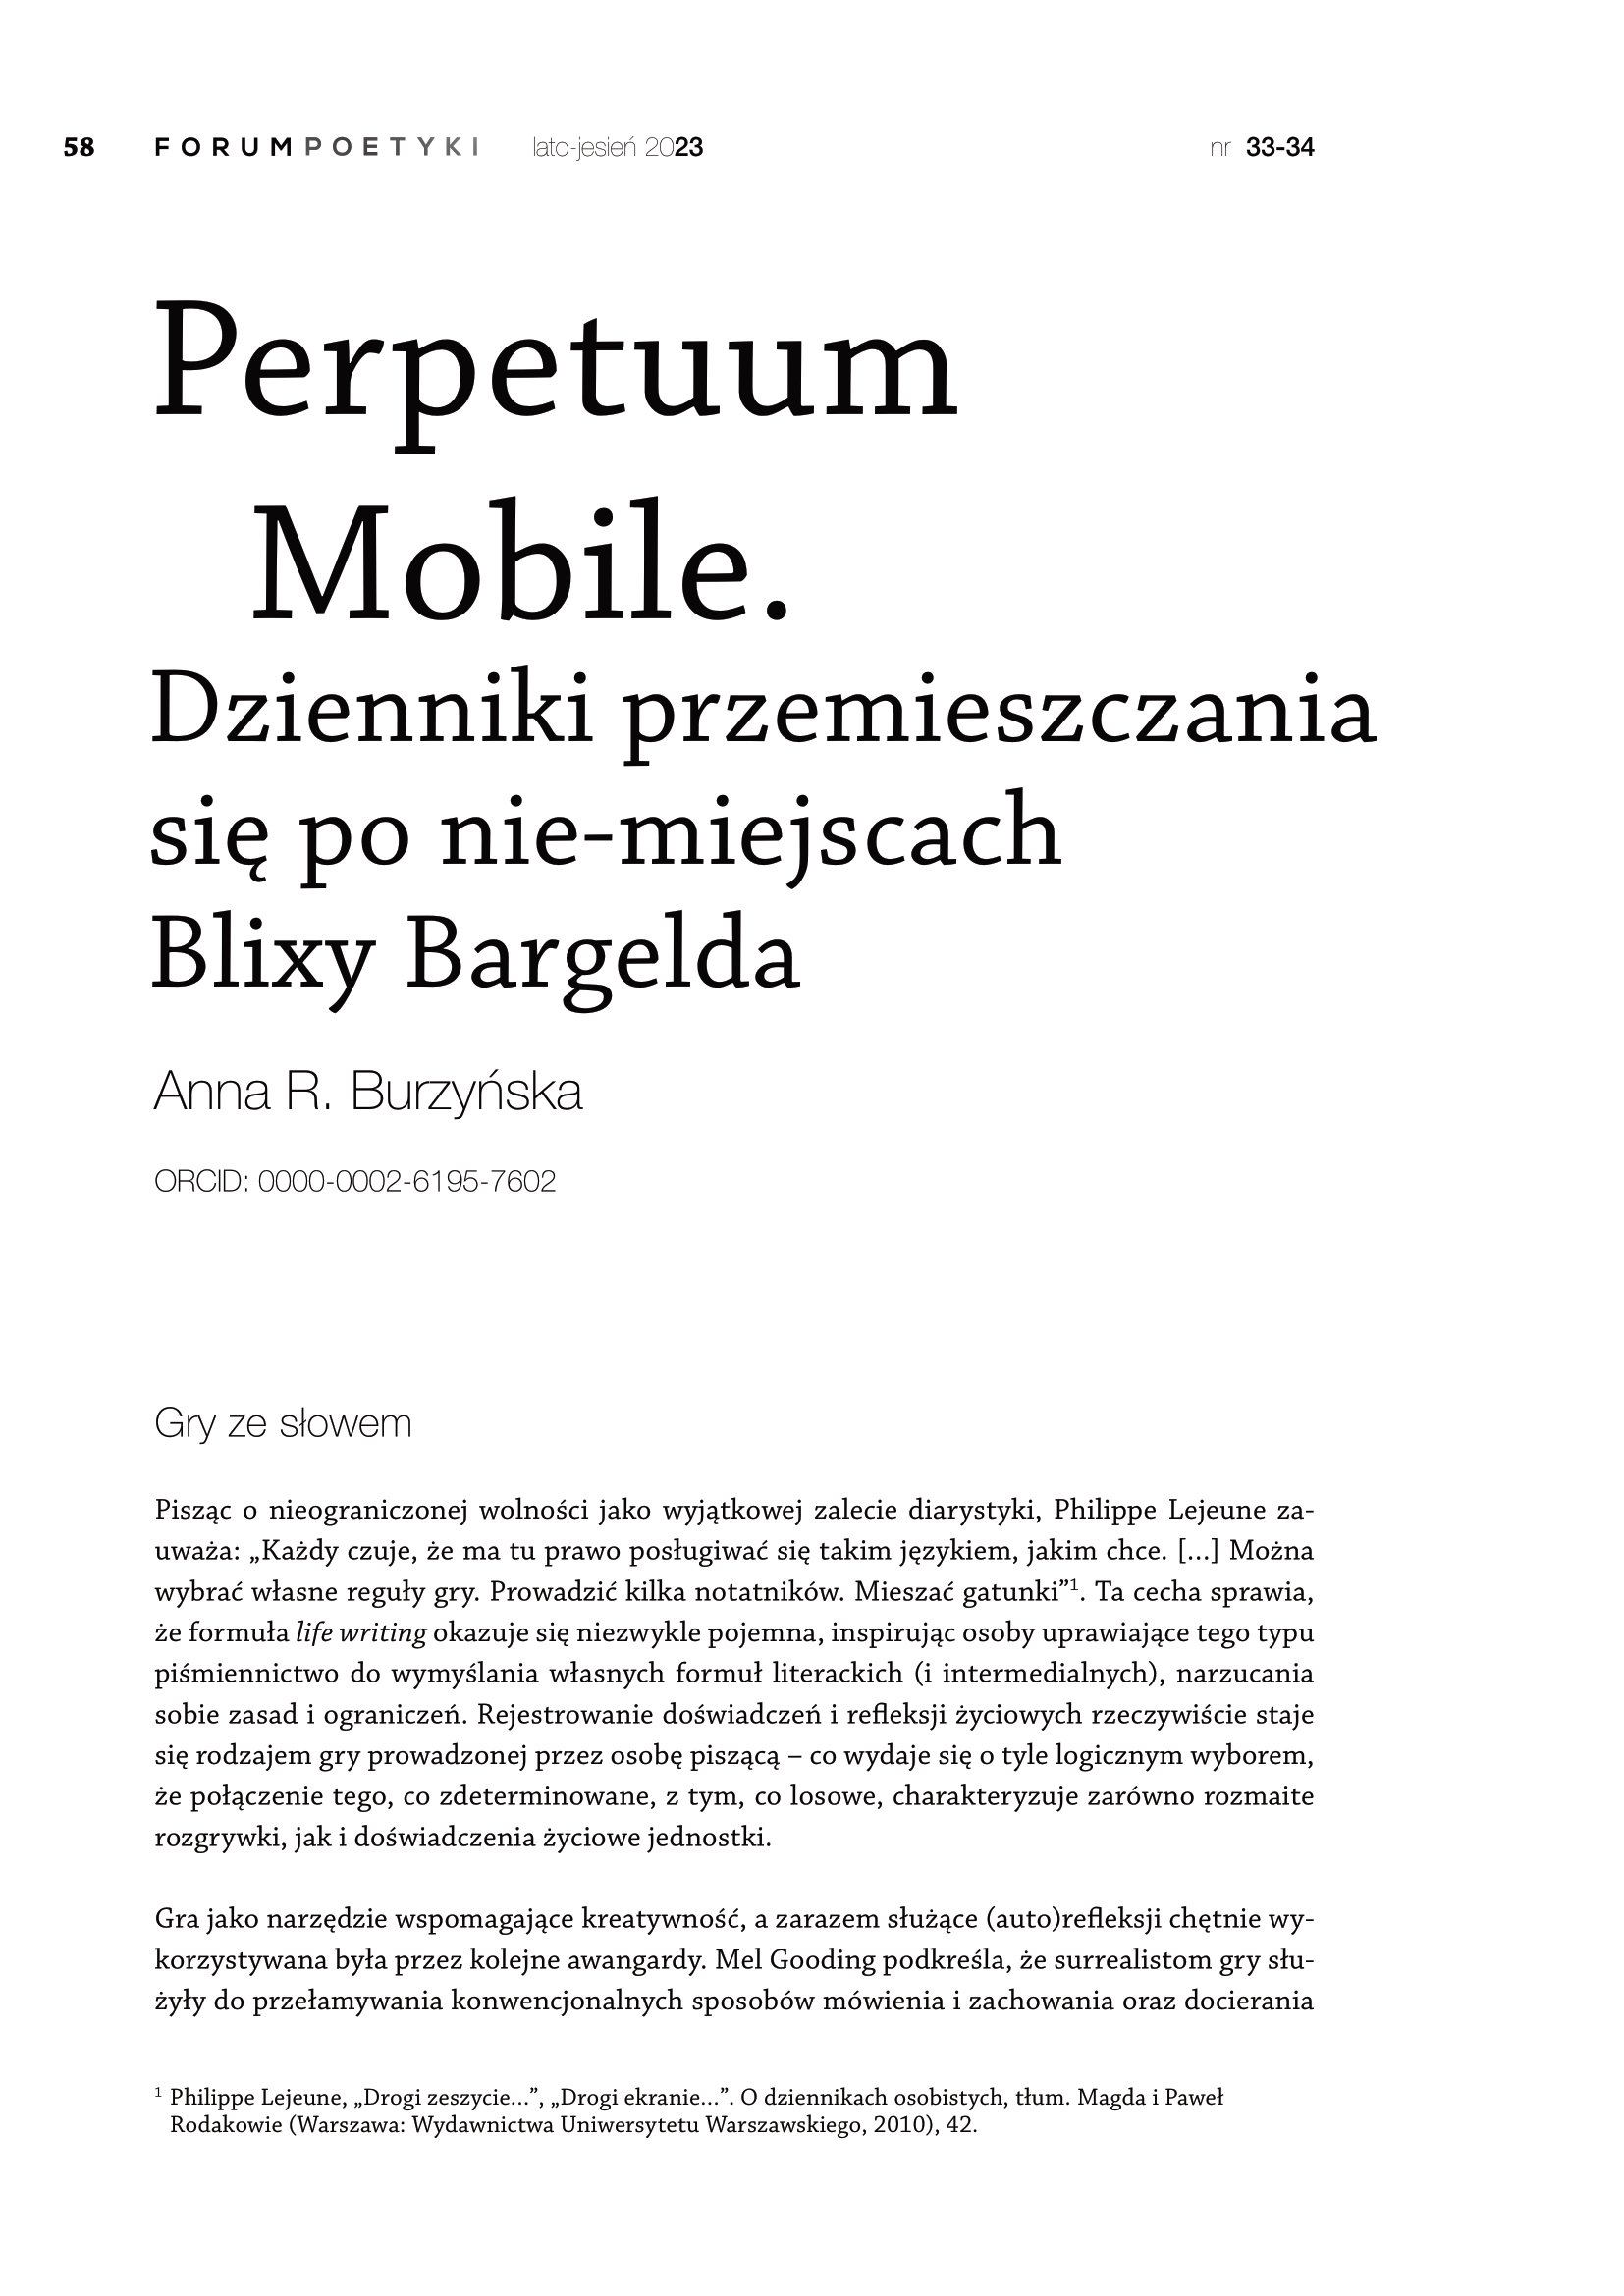 58 FORUMPOETYKI lato-jesień 2023 nr 33-34
Perpetuum
Mobile.
Dzienniki przemieszczania
się po nie-miejscach
Blixy Bargelda
Anna R. Burzyńska
ORCID: 0000-0002-6195-7602
Gry ze słowem
Pisząc o nieograniczonej wolności jako wyjątkowej zalecie diarystyki, Philippe Lejeune za-
uważa: „Każdy czuje, że ma tu prawo posługiwać się takim językiem, jakim chce. [...] Można
wybrać własne reguły gry. Prowadzić kilka notatników. Mieszać gatunki”¹. Ta cecha sprawia,
że formuła life writing okazuje się niezwykle pojemna, inspirując osoby uprawiające tego typu
piśmiennictwo do wymyślania własnych formuł literackich (i intermedialnych), narzucania
sobie zasad i ograniczeń. Rejestrowanie doświadczeń i refleksji życiowych rzeczywiście staje
się rodzajem gry prowadzonej przez osobę piszącą – co wydaje się o tyle logicznym wyborem,
że połączenie tego, co zdeterminowane, z tym, co losowe, charakteryzuje zarówno rozmaite
rozgrywki, jak i doświadczenia życiowe jednostki.
Gra jako narzędzie wspomagające kreatywność, a zarazem służące (auto)refleksji chętnie wy-
korzystywana była przez kolejne awangardy. Mel Gooding podkreśla, że surrealistom gry słu-
żyły do przełamywania konwencjonalnych sposobów mówienia i zachowania oraz docierania
¹ Philippe Lejeune, „Drogi zeszycie...”, „Drogi ekranie...”. O dziennikach osobistych, tłum. Magda i Paweł
Rodakowie (Warszawa: Wydawnictwa Uniwersytetu Warszawskiego, 2010), 42.